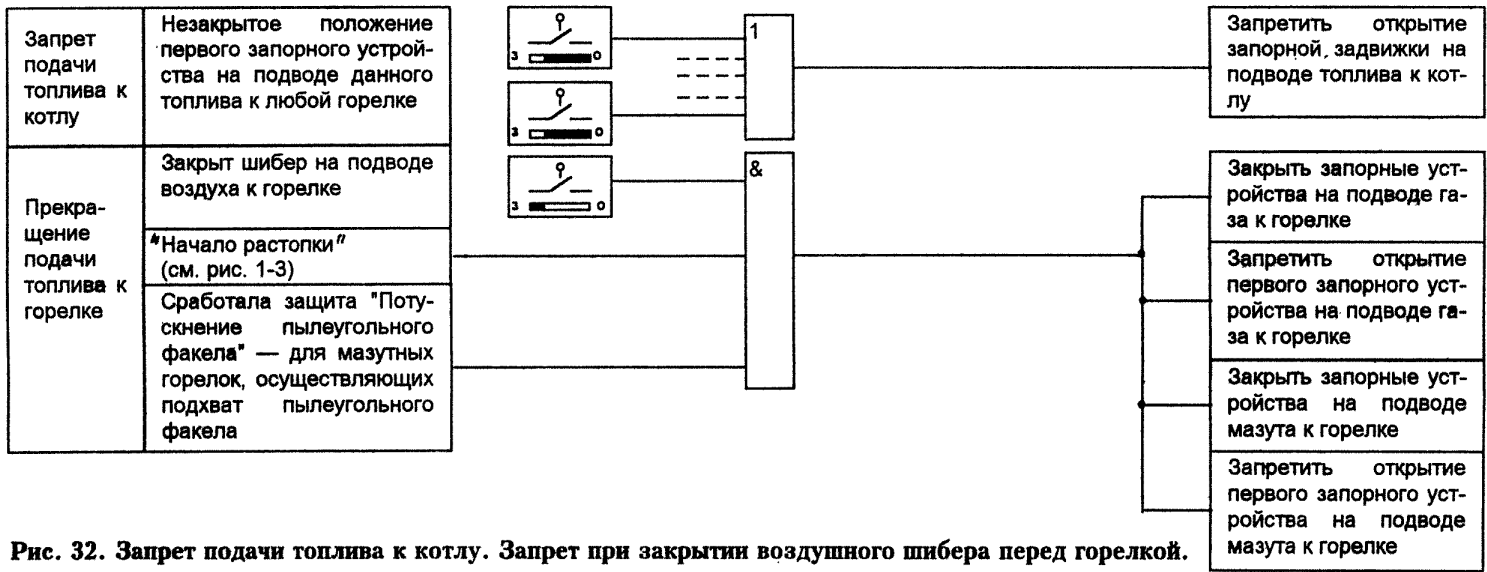 Запрет
подачи
топлива к
котлу
Незакрытое положение
первого запорного устрой-
ства на подводе данного
топлива к любой горелке
З О
З О
1
Запретить открытие
запорной, задвижки на
подводе топлива к кот-
лу
Прекра-
щение
подачи
топлива к
горелке
Закрыт шибер на подводе
воздуха к горелке
"Начало растопки"
(см. рис. 1-3)
Сработала защита "Поту-
скнение пылеугольного
факела" — для мазутных
горелок, осуществляющих
подхват пылеугольного
факела
З О
&
Закрыть запорные уст-
ройства на подводе га-
за к горелке
Запретить открытие
первого запорного уст-
ройства на подводе га-
за к горелке
Закрыть запорные уст-
ройства на подводе
мазута к горелке
Запретить открытие
первого запорного уст-
ройства на подводе
мазута к горелке
Рис. 32. Запрет подачи топлива к котлу. Запрет при закрытии воздушного шибера перед горелкой.